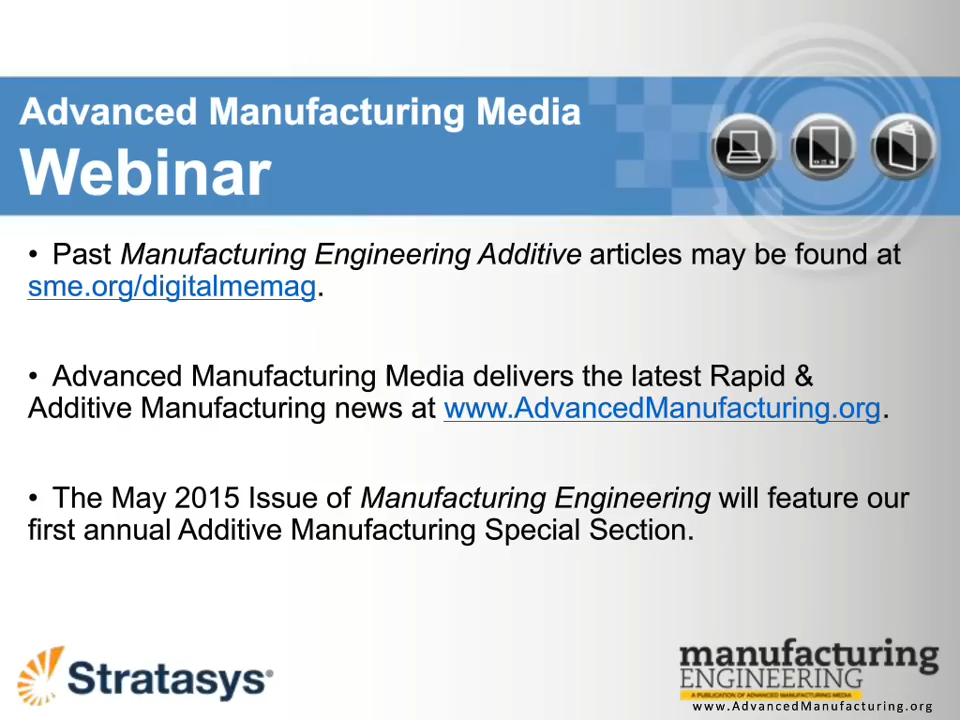 Advanced Manufacturing Media
Webinar
• Past Manufacturing Engineering Additive articles may be found at
sme.org/digitalmemag.
• Advanced Manufacturing Media delivers the latest Rapid &
Additive Manufacturing news at www.AdvancedManufacturing.org.
• The May 2015 Issue of Manufacturing Engineering will feature our
first annual Additive Manufacturing Special Section.
Stratasys®
manufacturing
ENGINEERING
A PUBLICATION OF ADVANCED MANUFACTURING MEDIA
www.AdvancedManufacturing.org